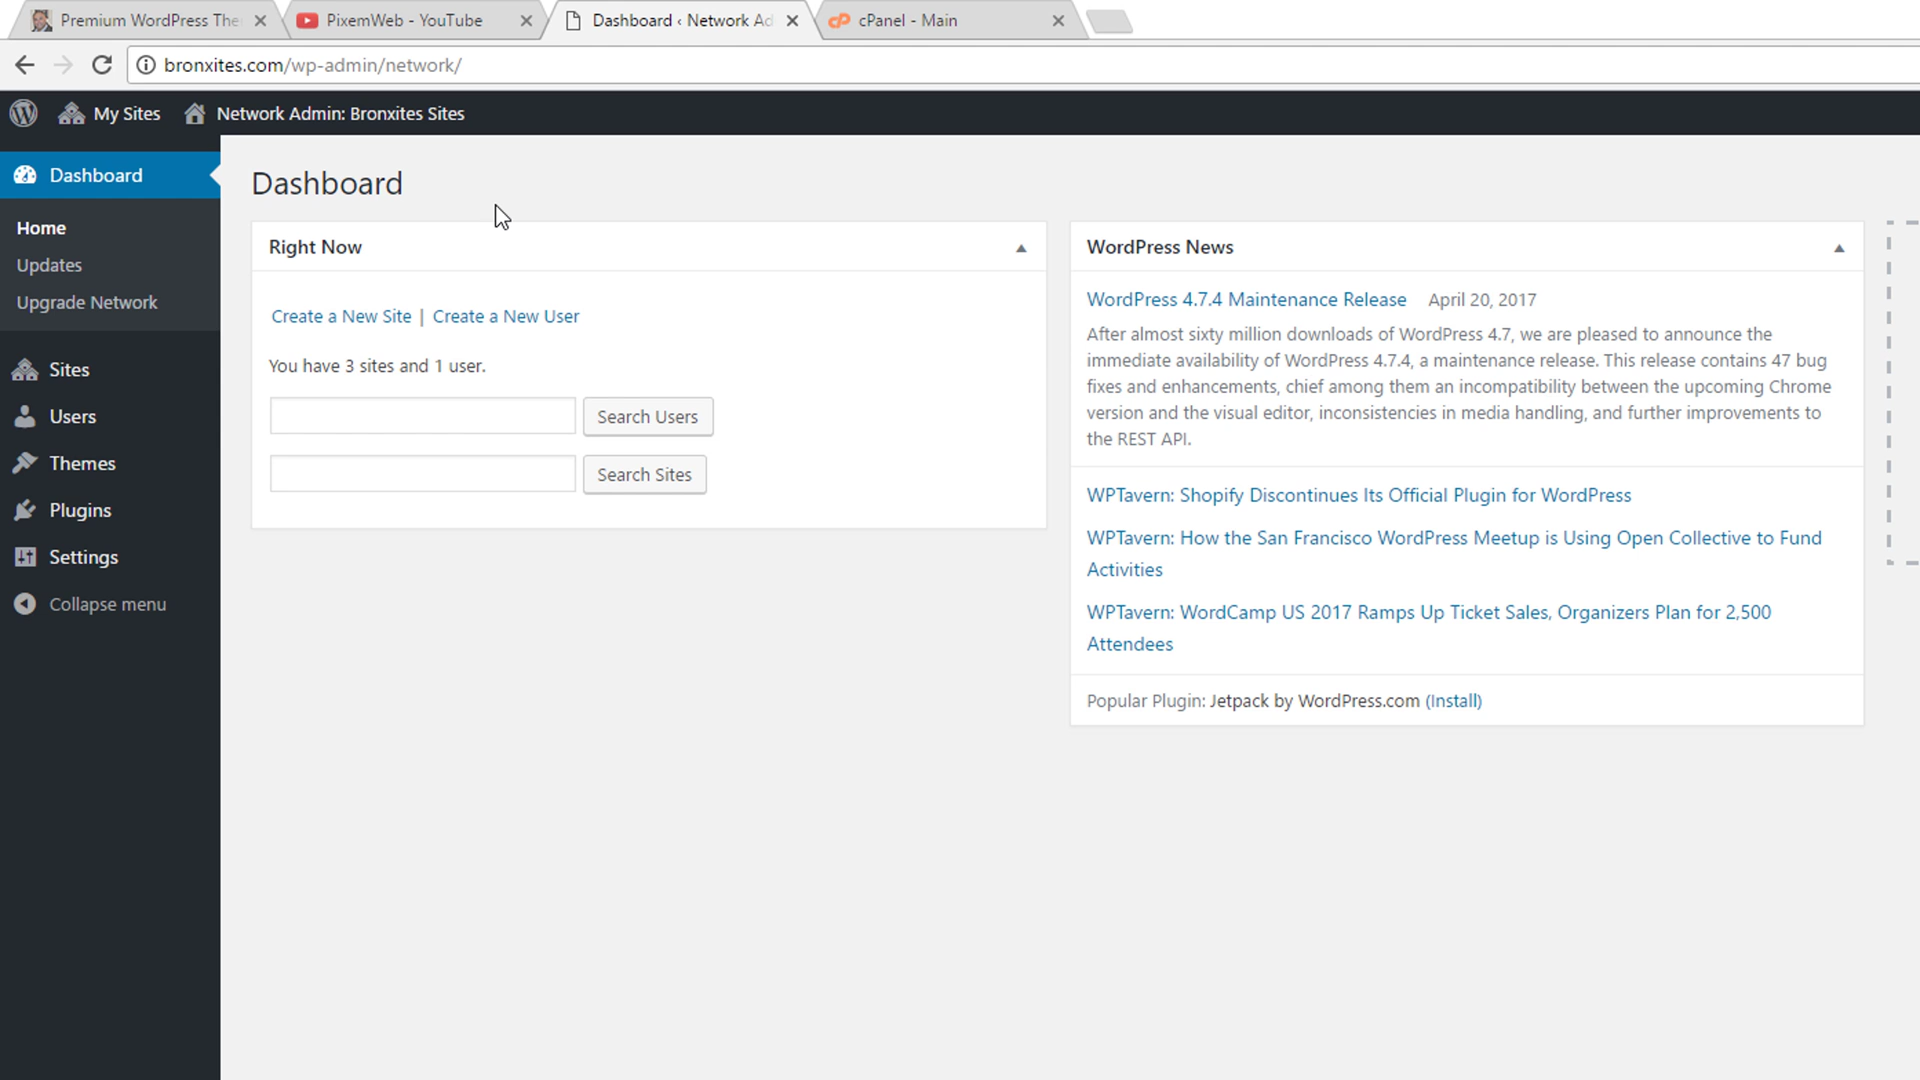 Premium WordPress The
PixemWeb - YouTube
Dashboard ‹ Network Ad
cPanel - Main
bronxites.com/wp-admin/network/
My Sites
Network Admin: Bronxites Sites
Dashboard
Home
Updates
Upgrade Network
Sites
Users
Themes
Plugins
Settings
Collapse menu
Dashboard
Right Now
Create a New Site | Create a New User
You have 3 sites and 1 user.
Search Users
Search Sites
WordPress News
WordPress 4.7.4 Maintenance Release April 20, 2017
After almost sixty million downloads of WordPress 4.7, we are pleased to announce the
immediate availability of WordPress 4.7.4, a maintenance release. This release contains 47 bug
fixes and enhancements, chief among them an incompatibility between the upcoming Chrome
version and the visual editor, inconsistencies in media handling, and further improvements to
the REST API.
WPTavern: Shopify Discontinues Its Official Plugin for WordPress
WPTavern: How the San Francisco WordPress Meetup is Using Open Collective to Fund
Activities
WPTavern: WordCamp US 2017 Ramps Up Ticket Sales, Organizers Plan for 2,500
Attendees
Popular Plugin: Jetpack by WordPress.com (Install)